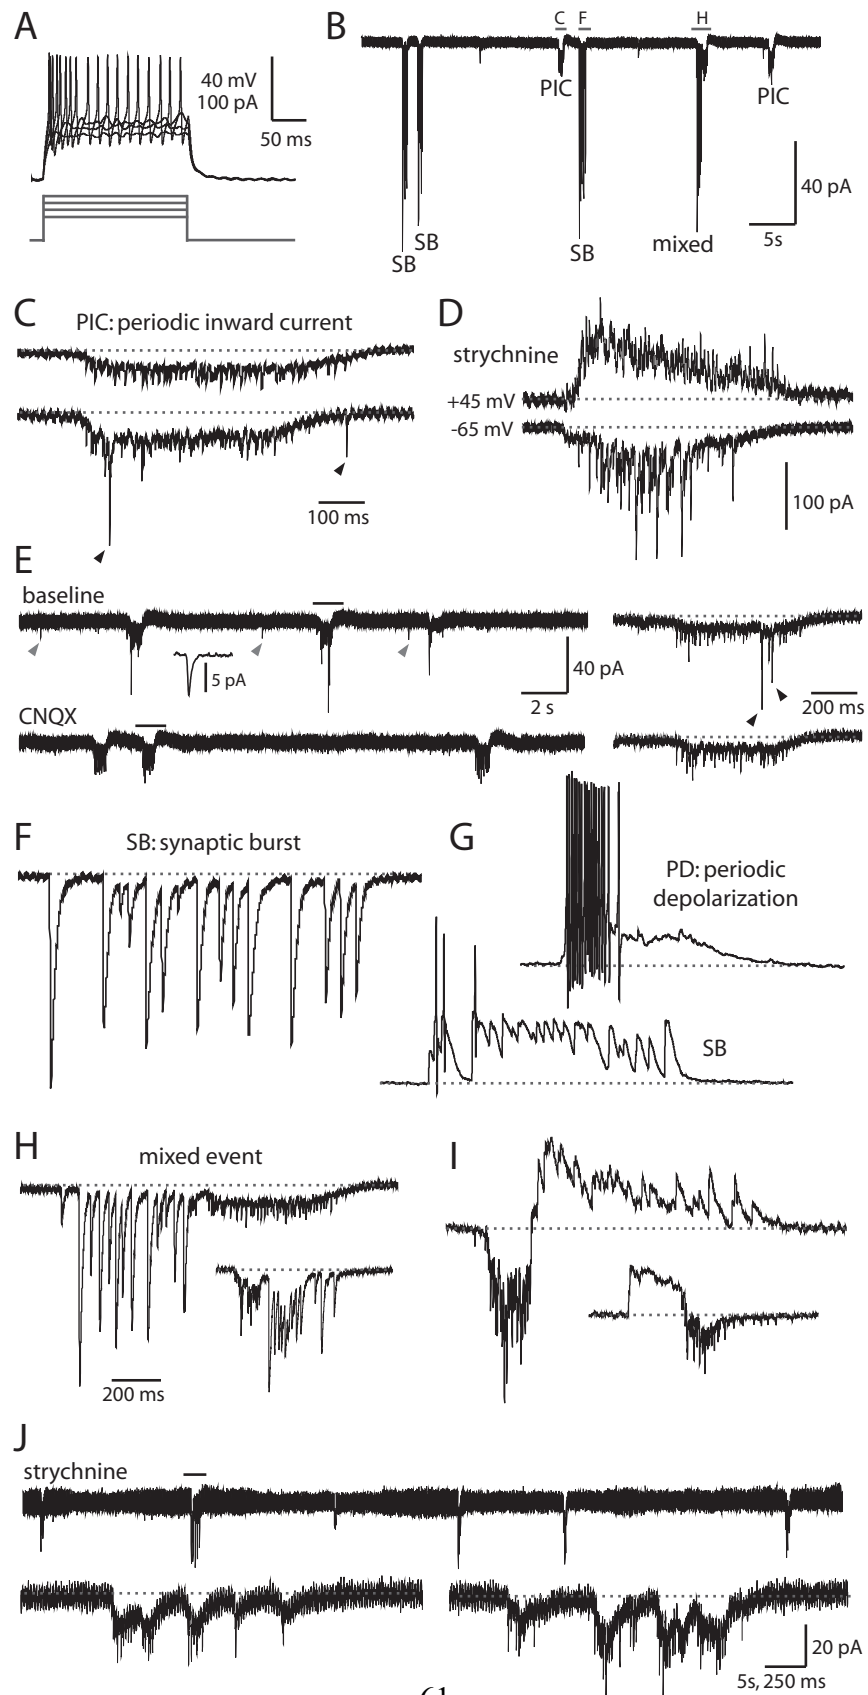 A
40 mV
100 pA
50 ms
B
C F H
PIC
PIC
SB
SB
SB
mixed
40 pA
5s
C
PIC: periodic inward current
100 ms
D
strychnine
+45 mV
-65 mV
100 pA
E
baseline
5 pA
40 pA
2 s
200 ms
CNQX
F
SB: synaptic burst
G
PD: periodic
depolarization
SB
H
mixed event
200 ms
I
J
strychnine
20 pA
5s, 250 ms
61